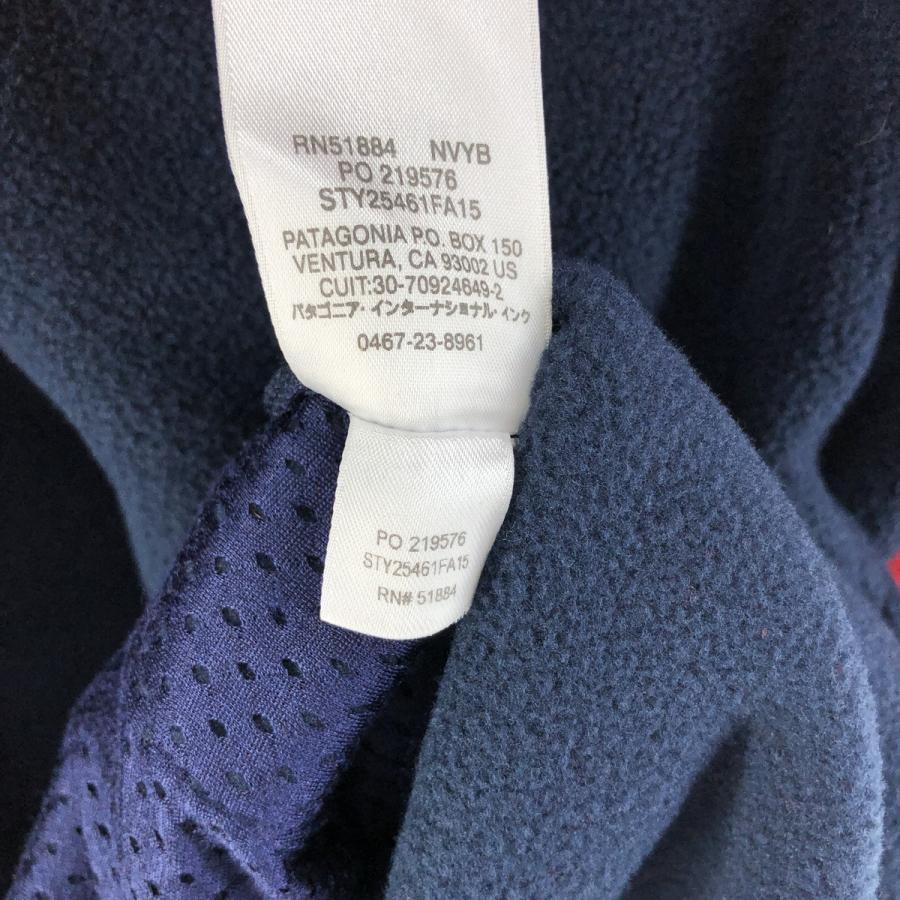 RN51884 NVYB
PO 219576
STY25461FA15
PATAGONIA P.O. BOX 150
VENTURA, CA 93002 US
CUIT:30-70924649-2
パタゴニア・インターナショナル・インク
0467-23-8961
PO 219576
STY25461FA15
RN# 51884